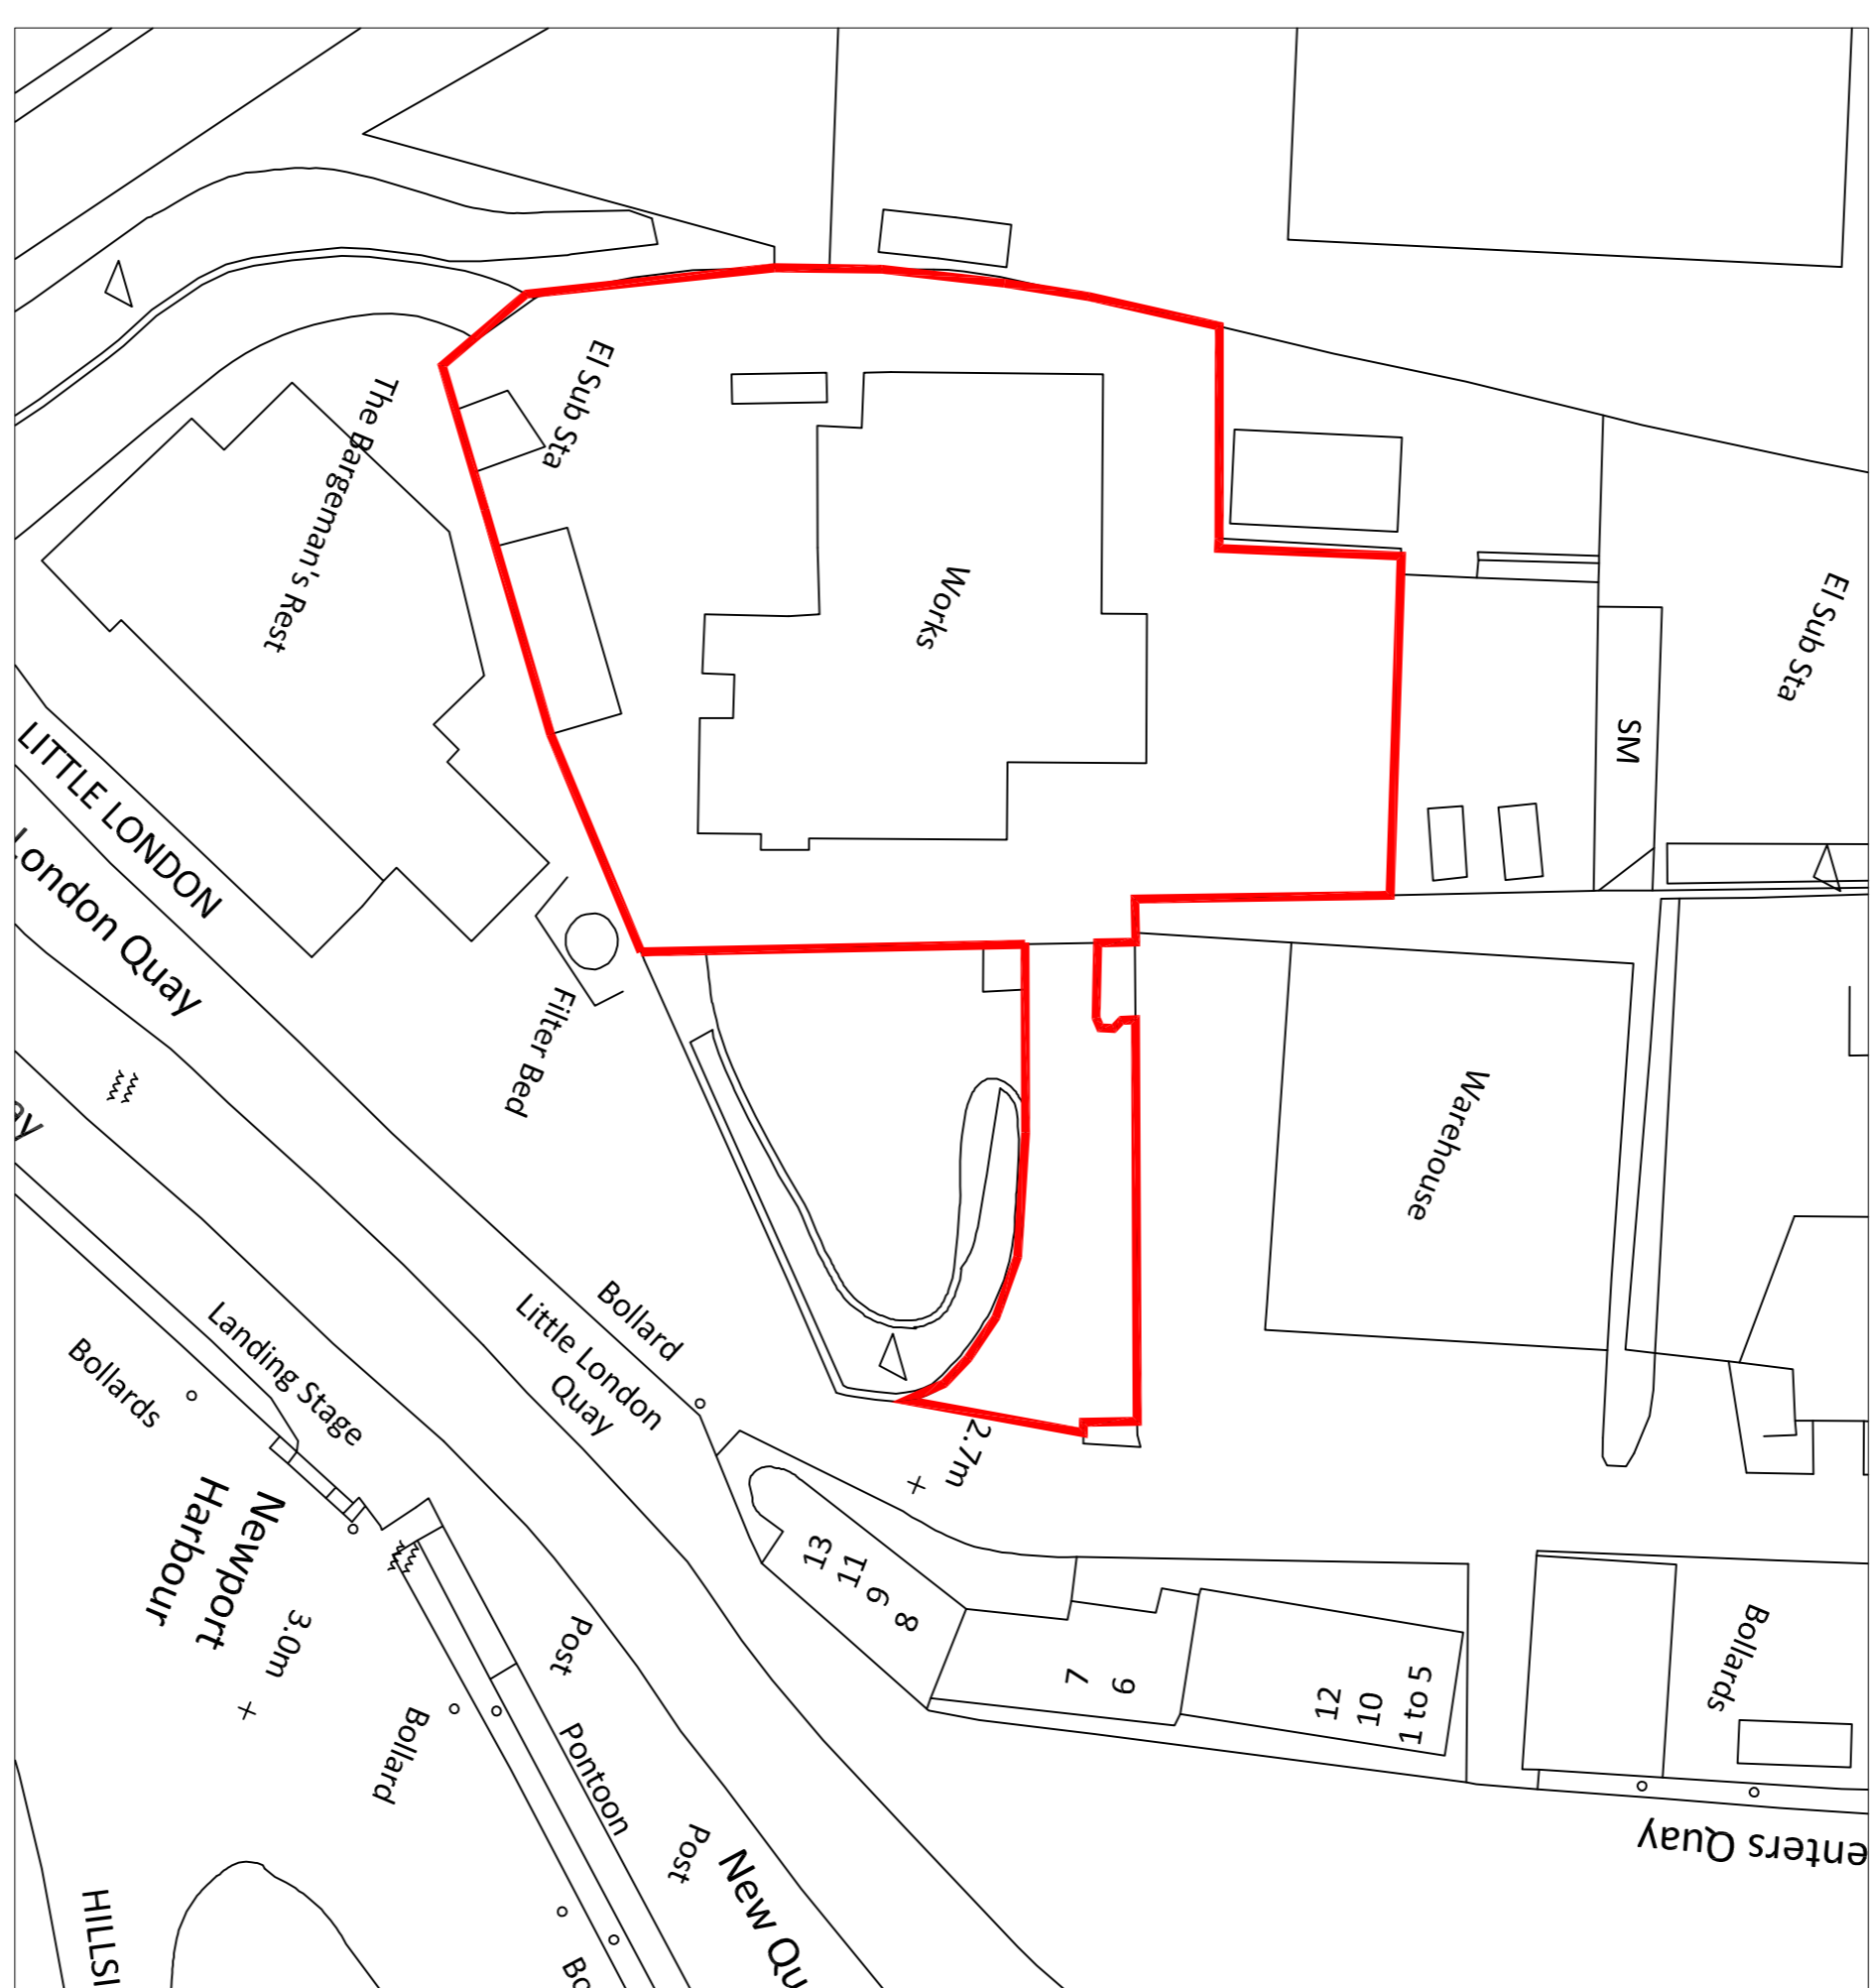 El Sub Sta
The Bargeman's Rest
Works
El Sub Sta
SM
LITTLE LONDON
London Quay
Filter Bed
Warehouse
Bollard
Little London
Quay
Landing Stage
Bollards
2.7m
Newport
Harbour
3.0m
13
11
9
8
7
6
12
10
1 to 5
Bollards
Post
Bollard
Pontoon
Post
enters Quay
New Qu
HILLSI
Bo